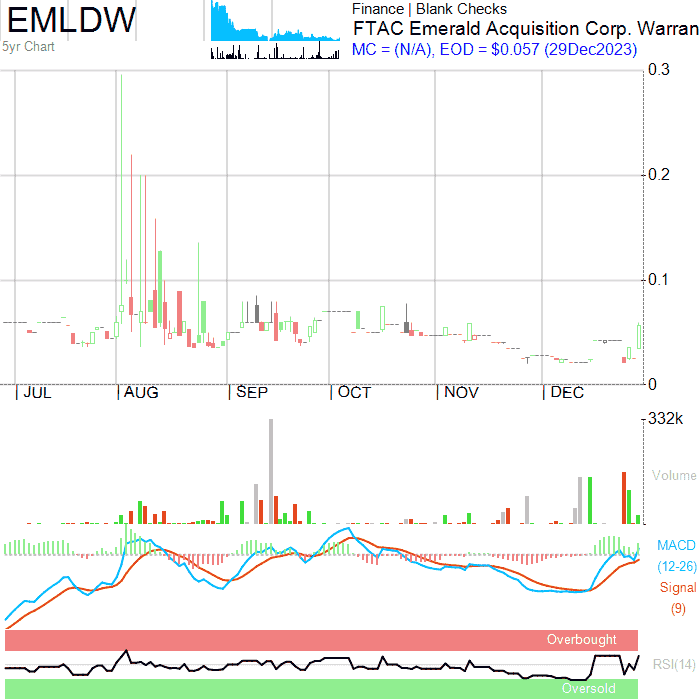 EMLDW
5yr Chart
Finance | Blank Checks
FTAC Emerald Acquisition Corp. Warran
MC = (N/A), EOD = $0.057 (29Dec2023)
0.3
0.2
0.1
0
JUL AUG SEP OCT NOV DEC
332k
Volume
MACD
(12-26)
Signal
(9)
Overbought
RSI(14)
Oversold